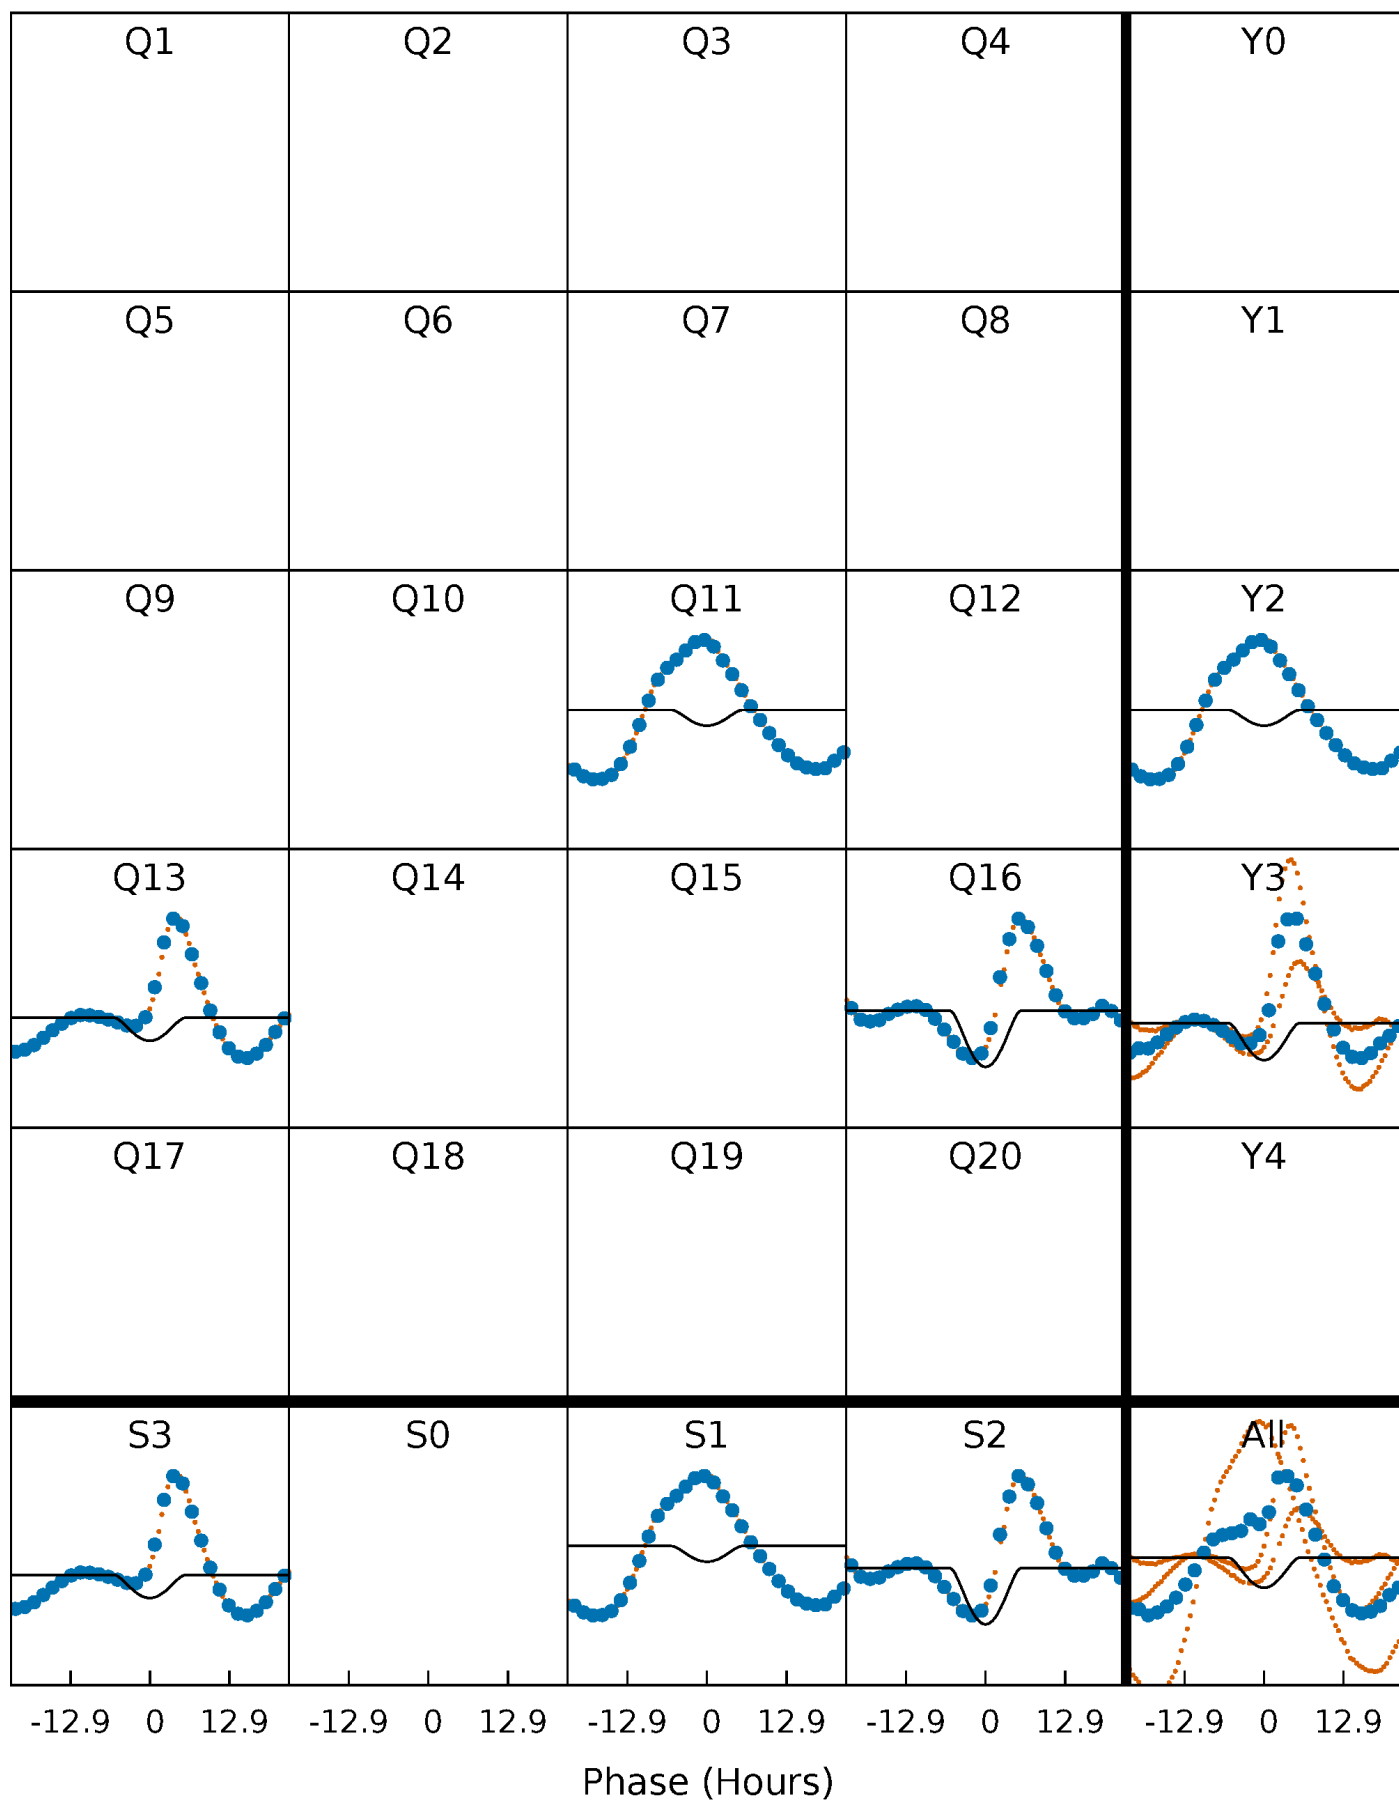 Q1 Q2 Q3 Q4 Y0
Q5 Q6 Q7 Q8 Y1
Q9 Q10 Q11 Q12 Y2
Q13 Q14 Q15 Q16 Y3
Q17 Q18 Q19 Q20 Y4
S3 S0 S1 S2 All
-12.9 0 12.9 -12.9 0 12.9 -12.9 0 12.9 -12.9 0 12.9 -12.9 0 12.9
Phase (Hours)